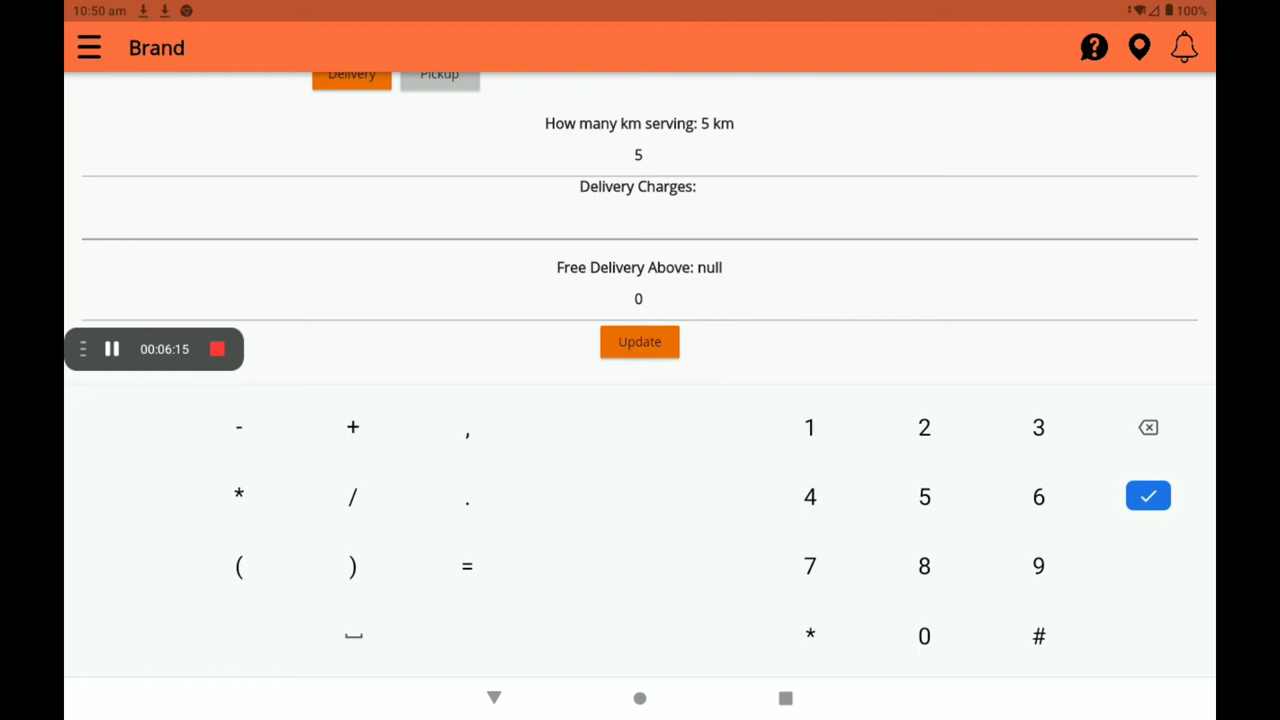 10:50 am 100%
Brand
Delivery Pickup
How many km serving: 5 km
5
Delivery Charges:
Free Delivery Above: null
0
Update
00:06:15
- + , 1 2 3
* / . 4 5 6
( ) = 7 8 9
* 0 #